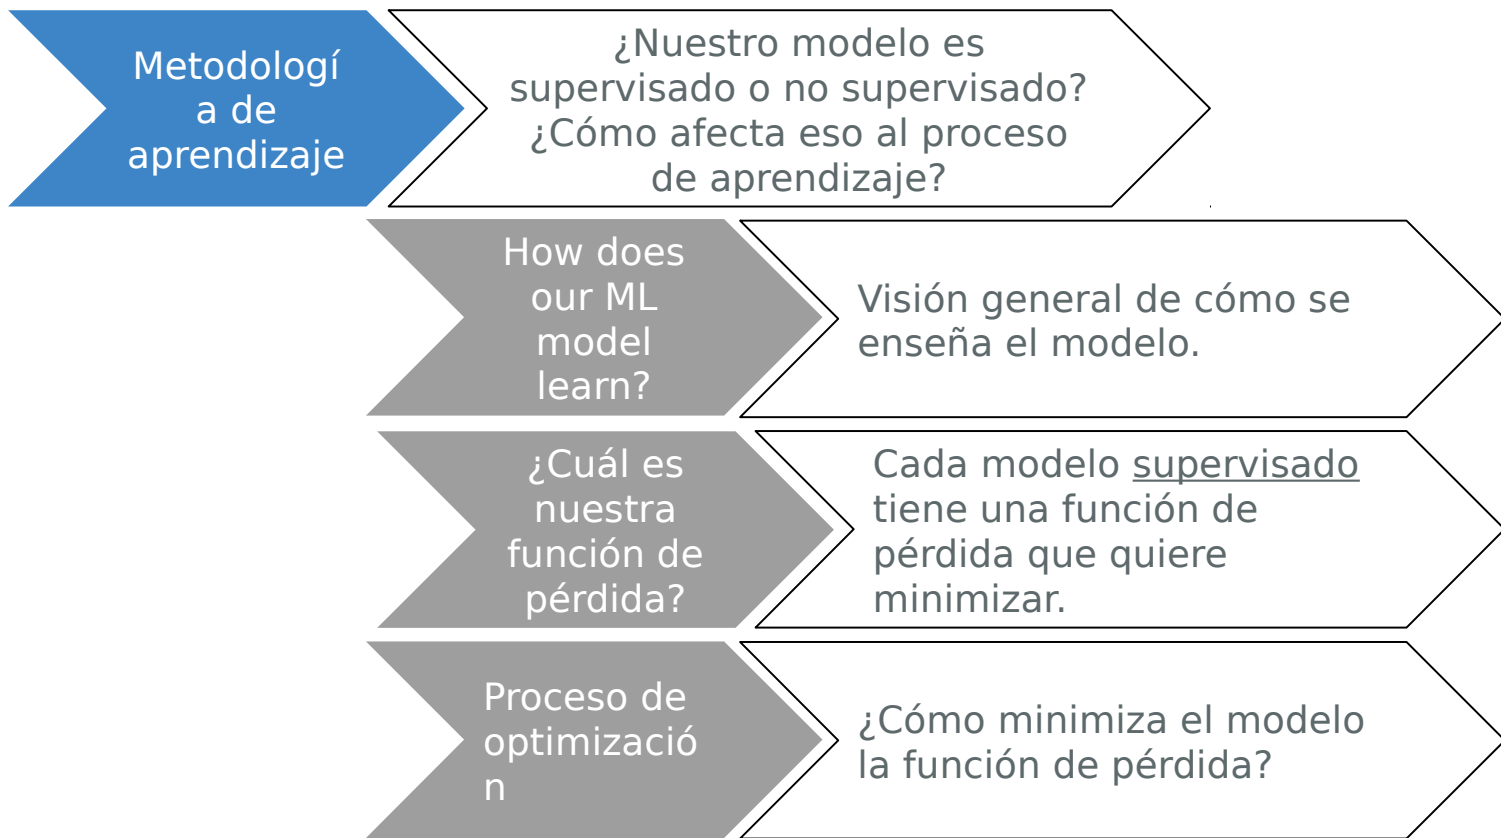 Metodologí
a de
aprendizaje
¿Nuestro modelo es
supervisado o no supervisado?
¿Cómo afecta eso al proceso
de aprendizaje?
How does
our ML
model
learn?
Visión general de cómo se
enseña el modelo.
¿Cuál es
nuestra
función de
pérdida?
Cada modelo supervisado
tiene una función de
pérdida que quiere
minimizar.
Proceso de
optimizació
n
¿Cómo minimiza el modelo
la función de pérdida?